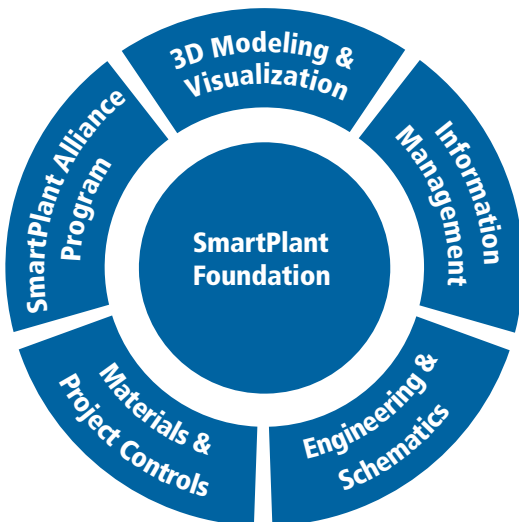 3D Modeling &
Visualization
Information
Management
Engineering &
Schematics
Materials &
Project Controls
SmartPlant Alliance
Program
SmartPlant
Foundation